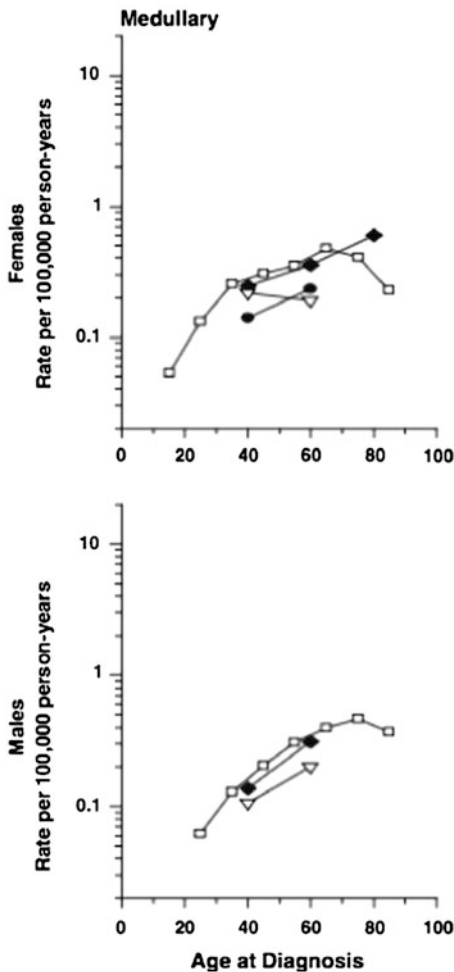 Medullary
Females
Rate per 100,000 person-years
10
1
0.1
0 20 40 60 80 100
Males
Rate per 100,000 person-years
10
1
0.1
0 20 40 60 80 100
Age at Diagnosis